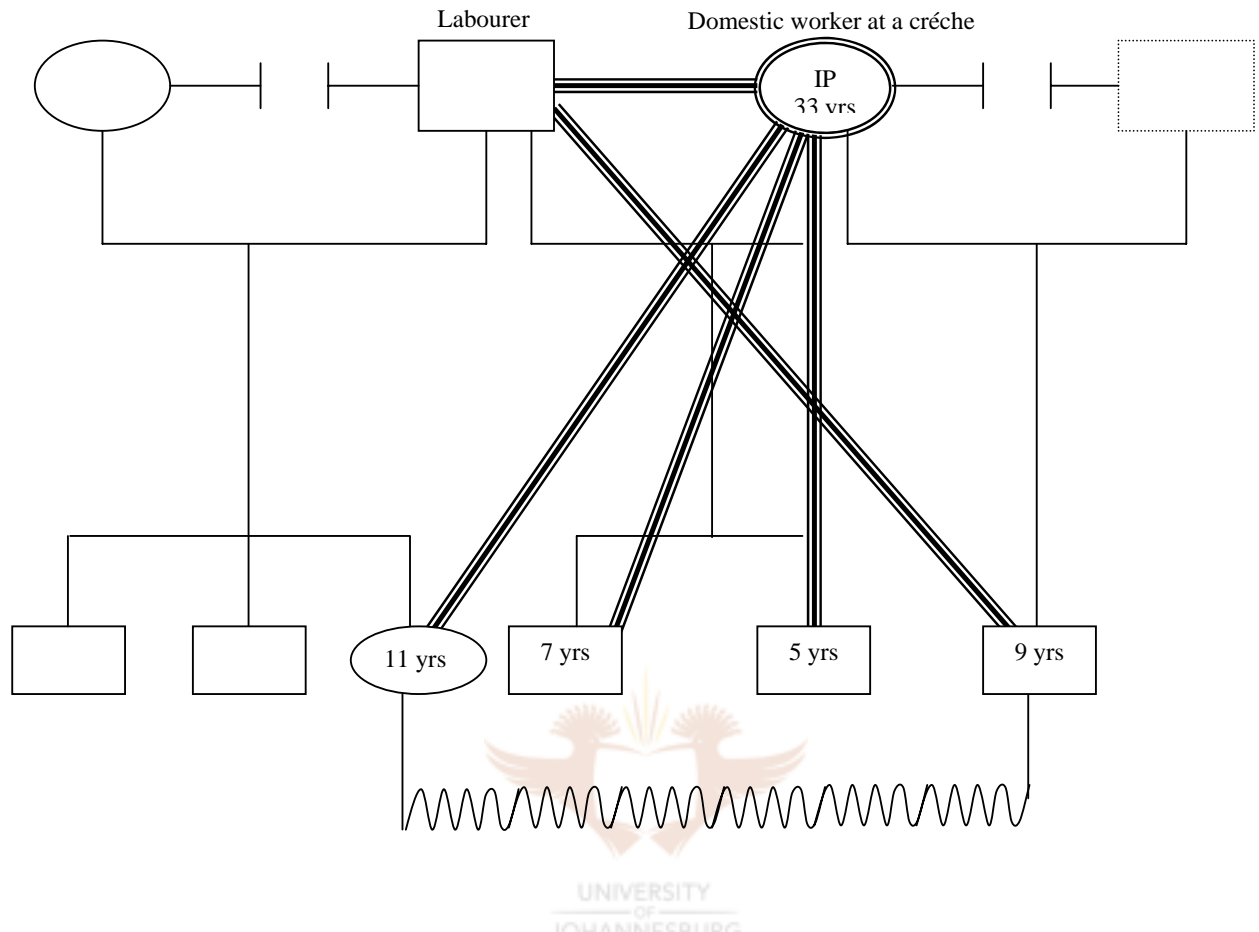 Labourer
Domestic worker at a créche
IP
33 yrs
11 yrs
7 yrs
5 yrs
9 yrs
UNIVERSITY
OF
JOHANNESBURG